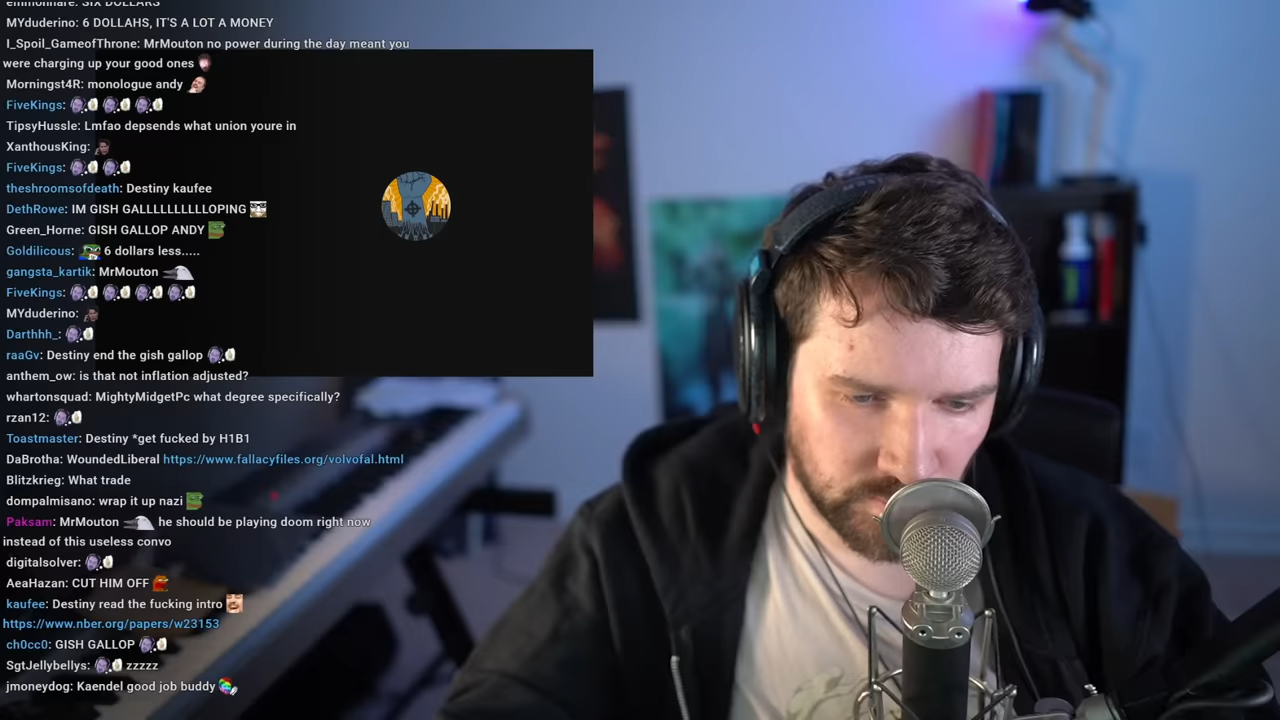 emmonnare: SIX DOLLARS
MYduderino: 6 DOLLAHS, IT'S A LOT A MONEY
I_Spoil_GameofThrone: MrMouton no power during the day meant you
were charging up your good ones
Morningst4R: monologue andy
FiveKings:
TipsyHussle: Lmfao depsends what union youre in
XanthousKing:
FiveKings:
theshroomsofdeath: Destiny kaufee
DethRowe: IM GISH GALLLLLLLLLLOPING
Green_Horne: GISH GALLOP ANDY
Goldilicous: 6 dollars less.....
gangsta_kartik: MrMouton
FiveKings:
MYduderino:
Darthhh_:
raaGv: Destiny end the gish gallop
anthem_ow: is that not inflation adjusted?
whartonsquad: MightyMidgetPc what degree specifically?
rzan12:
Toastmaster: Destiny *get fucked by H1B1
DaBrotha: WoundedLiberal https://www.fallacyfiles.org/volvofal.html
Blitzkrieg: What trade
dompalmisano: wrap it up nazi
Paksam: MrMouton he should be playing doom right now
instead of this useless convo
digitalsolver:
AeaHazan: CUT HIM OFF
kaufee: Destiny read the fucking intro
https://www.nber.org/papers/w23153
ch0cc0: GISH GALLOP
SgtJellybellys: zzzzz
jmoneydog: Kaendel good job buddy